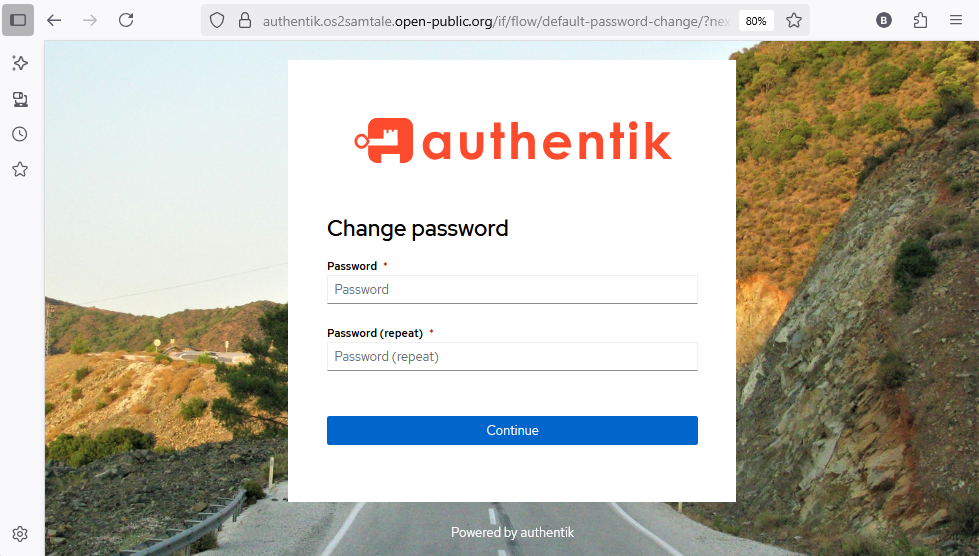 authentik.os2samtale.open-public.org/if/flow/default-password-change/?ne
80%
B
authentik
Change password
Password *
Password
Password (repeat) *
Password (repeat)
Continue
Powered by authentik